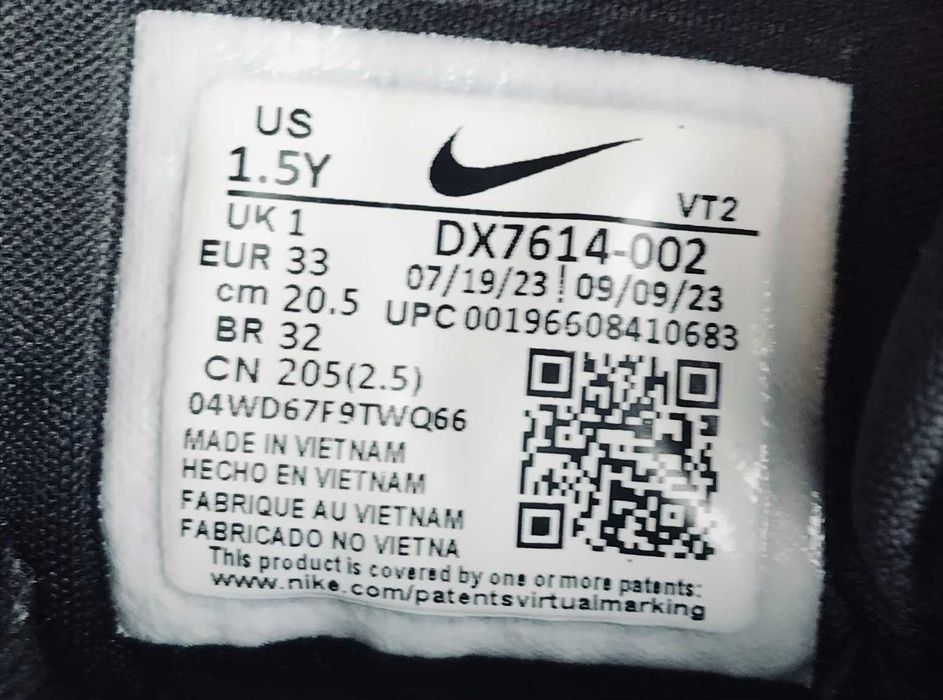 US
1.5Y
VT2
UK 1
DX7614-002
EUR 33
07/19/23 ! 09/09/23
cm 20.5
UPC 00196608410683
BR 32
CN 205(2.5)
04WD67F9TWQ66
MADE IN VIETNAM
HECHO EN VIETNAM
FABRIQUE AU VIETNAM
FABRICADO NO VIETNA
This product is covered by one or more patents:
www.nike.com/patentsvirtualmarking